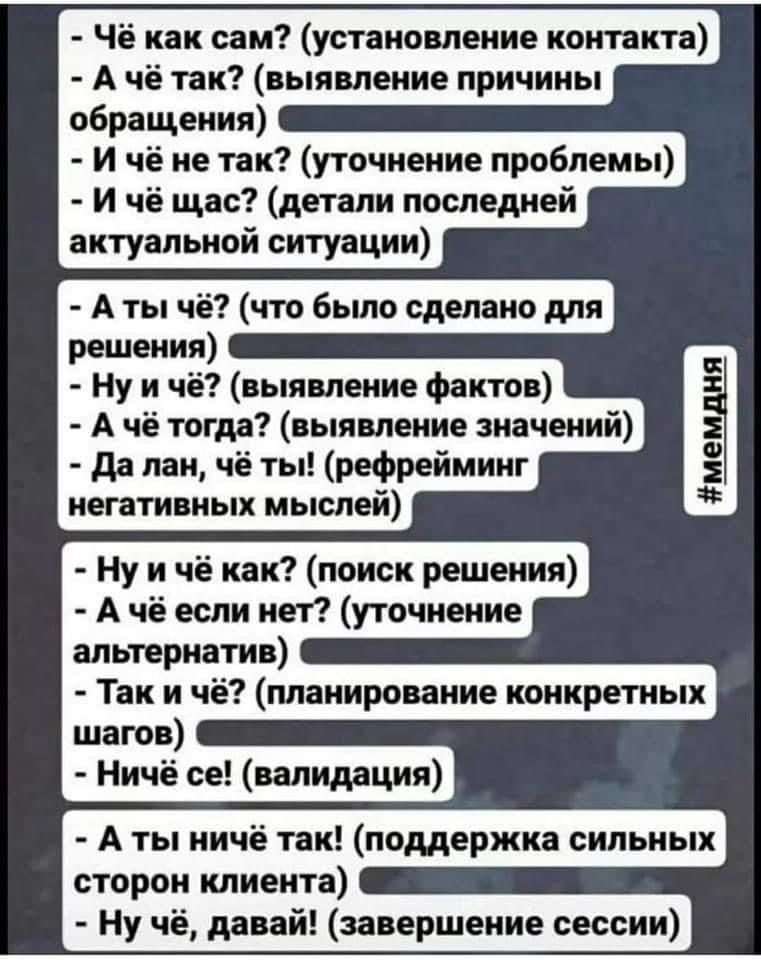 - Чё как сам? (установление контакта)
- А чё так? (выявление причины
обращения)
- И чё не так? (уточнение проблемы)
- И чё щас? (детали последней
актуальной ситуации)
- А ты чё? (что было сделано для
решения)
- Ну и чё? (выявление фактов)
- А чё тогда? (выявление значений)
- Да лан, чё ты! (рефрейминг
негативных мыслей)
#мемдня
- Ну и чё как? (поиск решения)
- А чё если нет? (уточнение
альтернатив)
- Так и чё? (планирование конкретных
шагов)
- Ничё се! (валидация)
- А ты ничё так! (поддержка сильных
сторон клиента)
- Ну чё, давай! (завершение сессии)